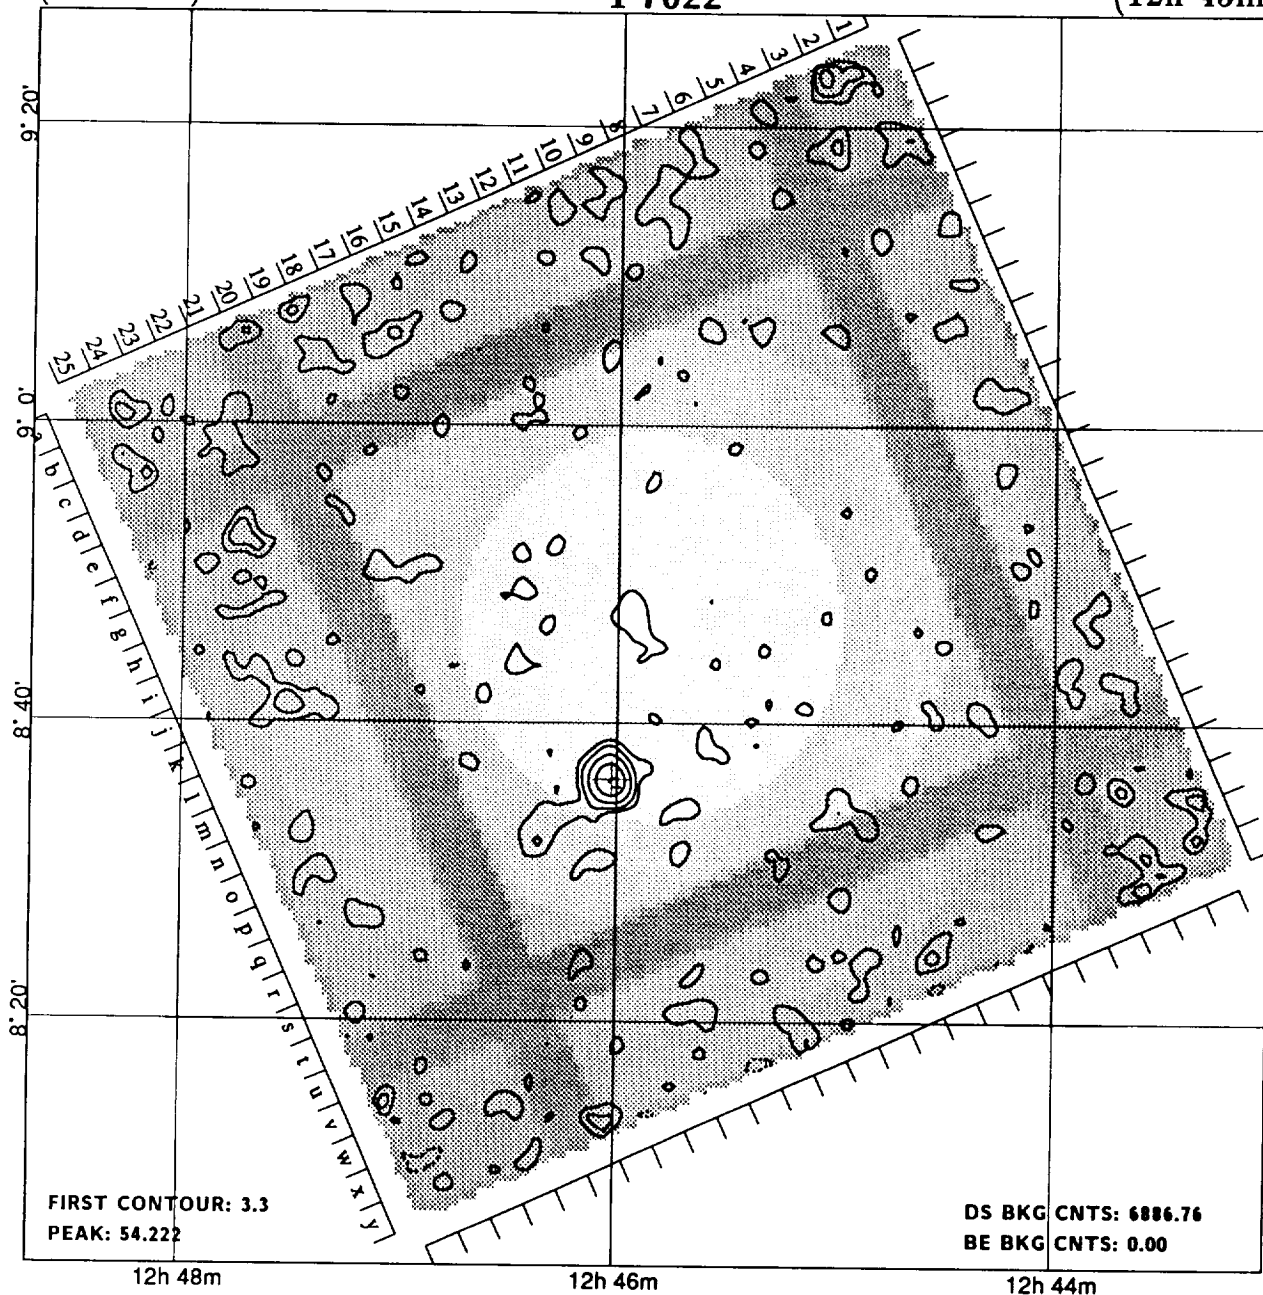 1 2 3 4 5 6 7 8 9 10 11 12 13 14 15 16 17 18 19 20 21 22 23 24 25
9° 20'
9° 0'
8° 40'
8° 20'
a b c d e f g h i j k l m n o p q r s t u v w x y
FIRST CONTOUR: 3.3
PEAK: 54.222
DS BKG CNTS: 6886.76
BE BKG CNTS: 0.00
12h 48m
12h 46m
12h 44m